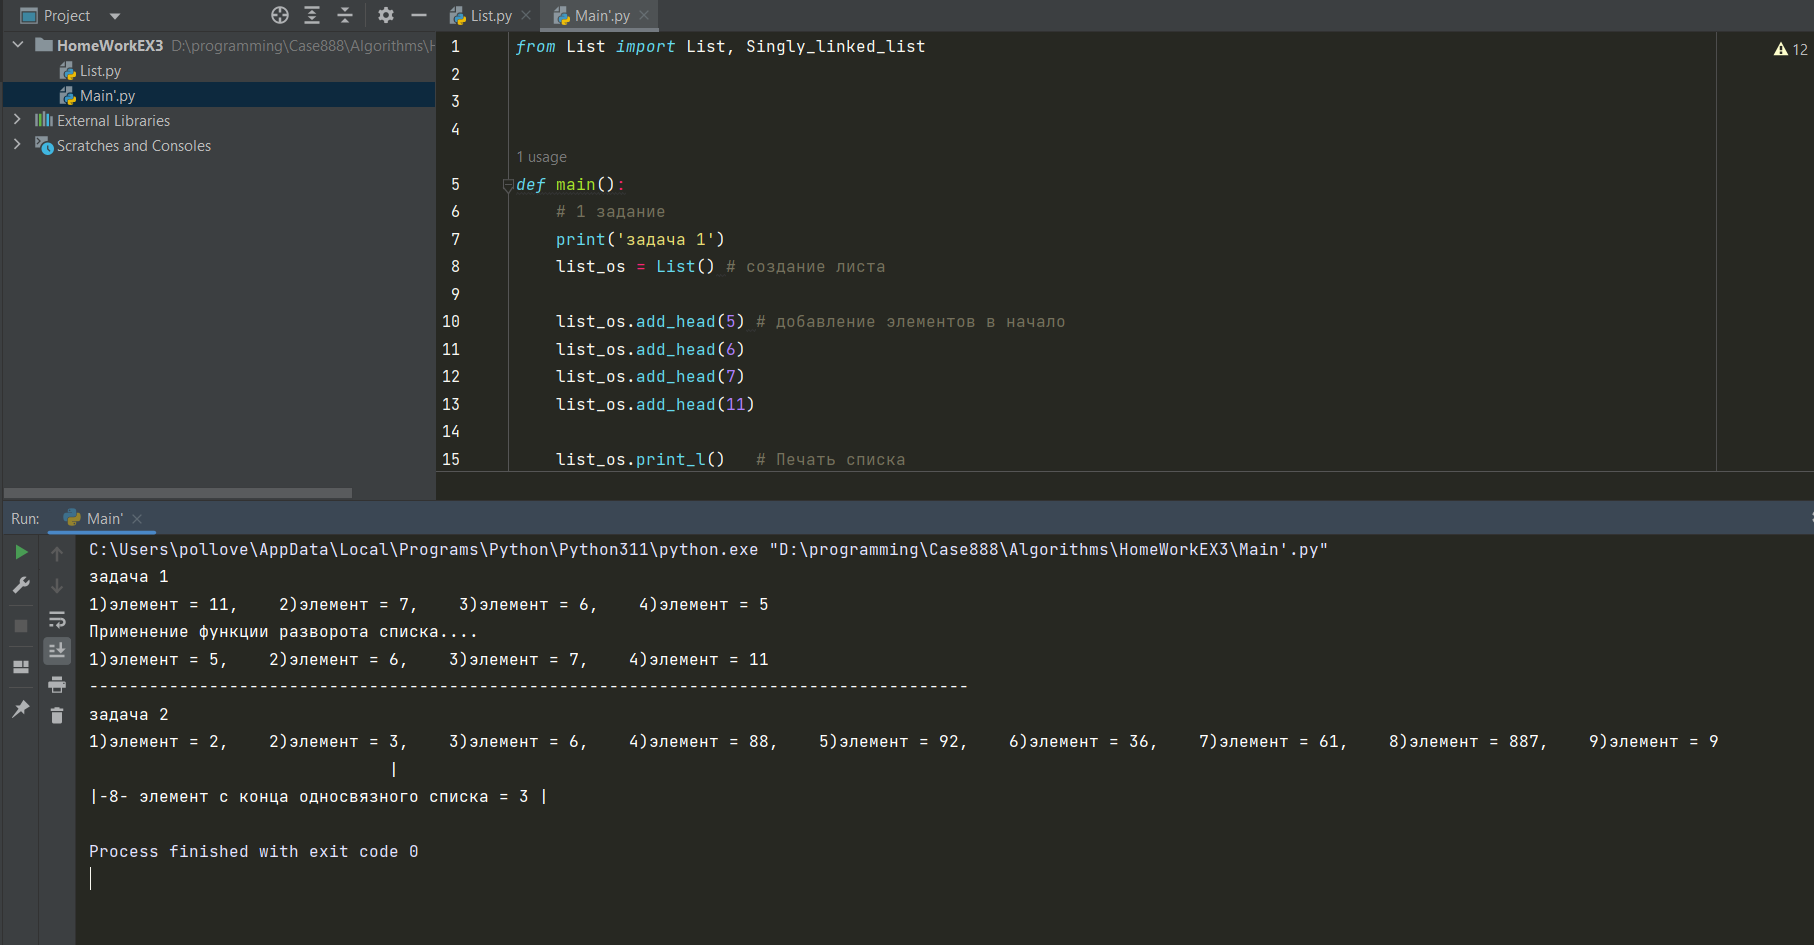 Project
List.py
Main'.py
HomeWorkEX3 D:\programming\Case888\Algorithms\
List.py
Main'.py
External Libraries
Scratches and Consoles
12
1 from List import List, Singly_linked_list
2
3
4
1 usage
5 def main():
6 # 1 задание
7 print('задача 1')
8 list_os = List() # создание листа
9
10 list_os.add_head(5) # добавление элементов в начало
11 list_os.add_head(6)
12 list_os.add_head(7)
13 list_os.add_head(11)
14
15 list_os.print_l() # Печать списка
Run: Main'
C:\Users\pollove\AppData\Local\Programs\Python\Python311\python.exe "D:\programming\Case888\Algorithms\HomeWorkEX3\Main'.py"
задача 1
1)элемент = 11, 2)элемент = 7, 3)элемент = 6, 4)элемент = 5
Применение функции разворота списка....
1)элемент = 5, 2)элемент = 6, 3)элемент = 7, 4)элемент = 11
----------------------------------------------------------------------------------------
задача 2
1)элемент = 2, 2)элемент = 3, 3)элемент = 6, 4)элемент = 88, 5)элемент = 92, 6)элемент = 36, 7)элемент = 61, 8)элемент = 887, 9)элемент = 9
|
|-8- элемент с конца односвязного списка = 3 |
Process finished with exit code 0